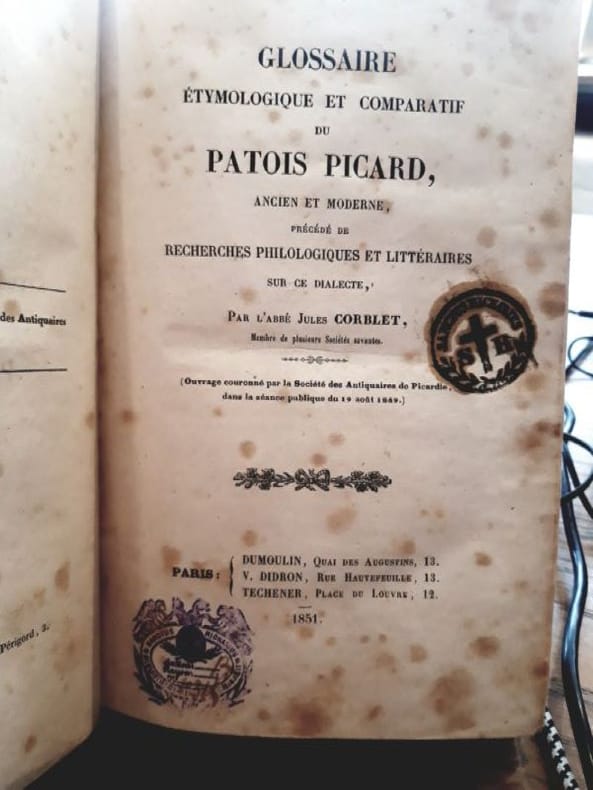 des Antiquaires
Périgord, 3.
GLOSSAIRE
ÉTYMOLOGIQUE ET COMPARATIF
DU
PATOIS PICARD,
ANCIEN ET MODERNE,
PRÉCÉDÉ DE
RECHERCHES PHILOLOGIQUES ET LITTÉRAIRES
SUR CE DIALECTE,
PAR L'ABBÉ JULES CORBLET,
Membre de plusieurs Sociétés savantes.
(Ouvrage couronné par la Société des Antiquaires de Picardie,
dans la séance publique du 19 août 1849.)
S R
PARIS:
DUMOULIN, QUAI DES AUGUSTINS, 13.
V. DIDRON, RUE HAUTEFEUILLE, 13.
TECHENER, PLACE DU LOUVRE, 12.
1851.